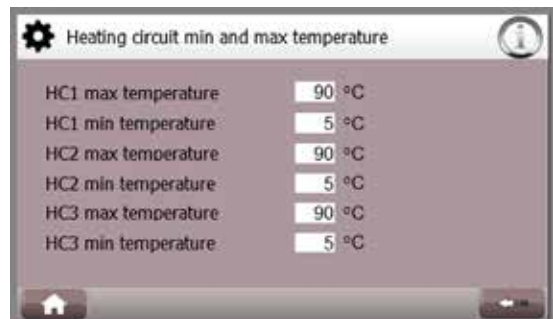 Heating circuit min and max temperature
HC1 max temperature 90 °C
HC1 min temperature 5 °C
HC2 max temperature 90 °C
HC2 min temperature 5 °C
HC3 max temperature 90 °C
HC3 min temperature 5 °C